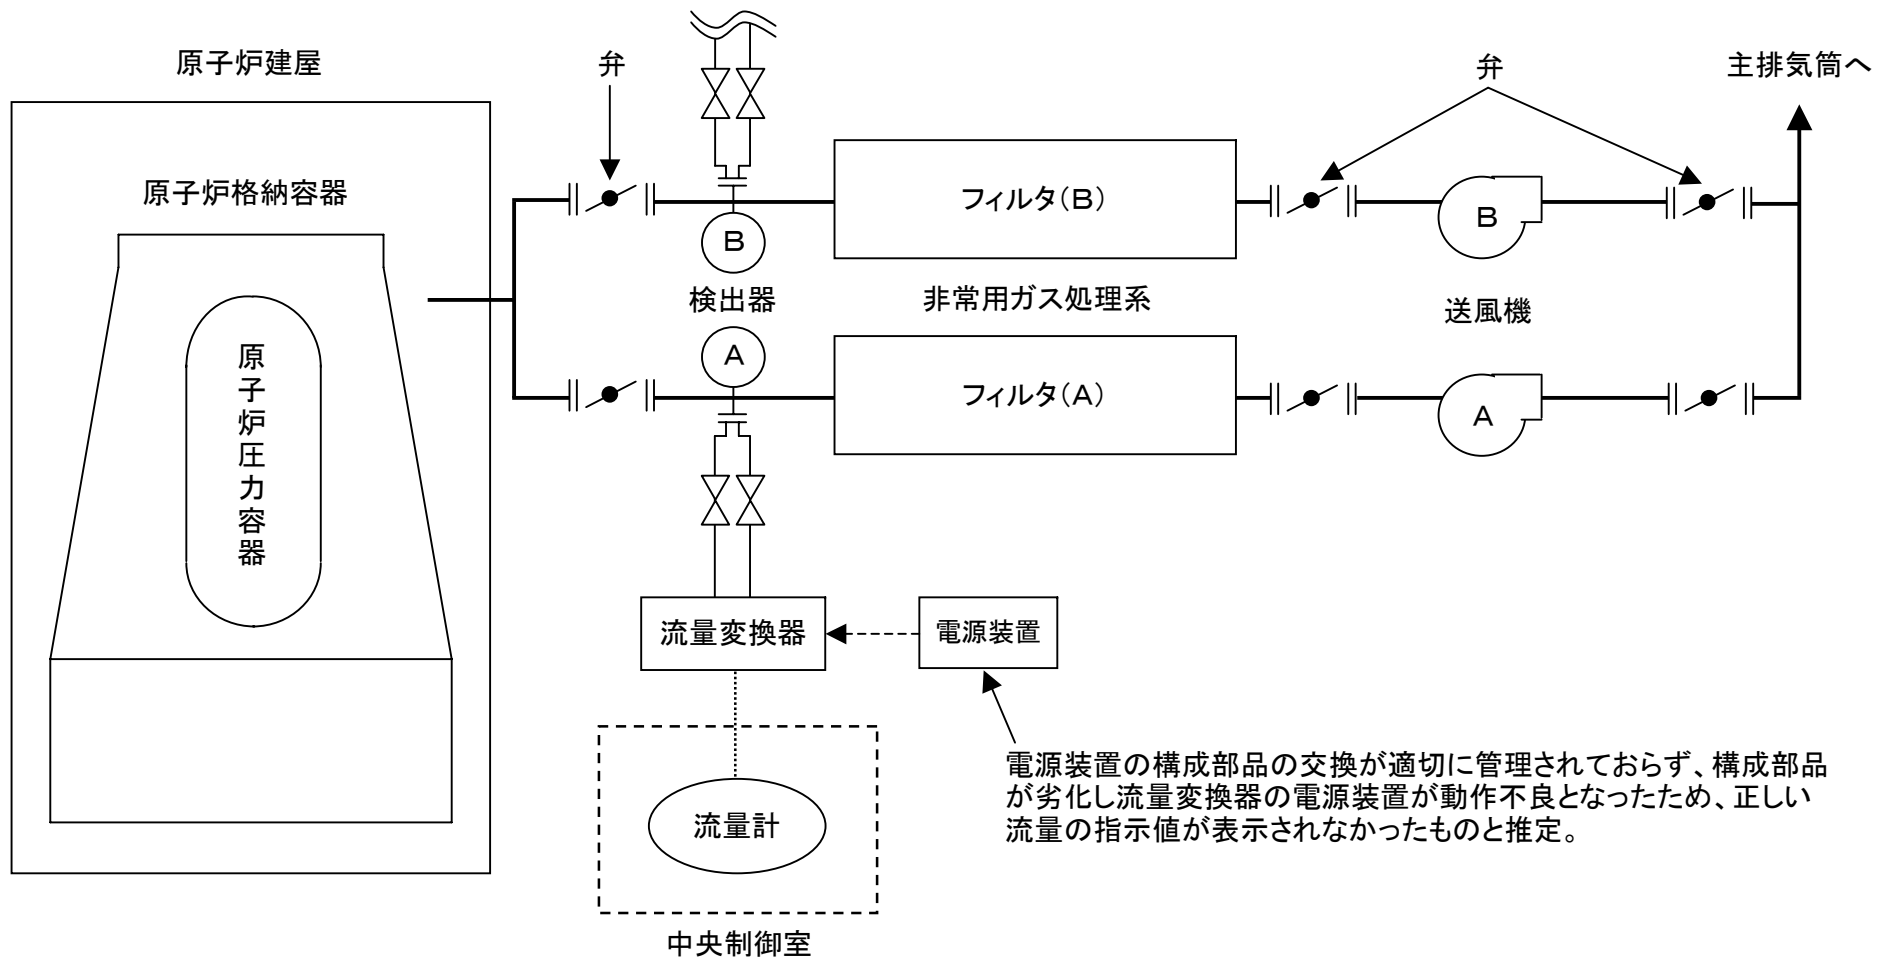 原子炉建屋
弁
弁
主排気筒へ
原子炉格納容器
フィルタ(B)
B
B
検出器
非常用ガス処理系
送風機
A
フィルタ(A)
A
原子炉圧力容器
流量変換器
電源装置
電源装置の構成部品の交換が適切に管理されておらず、構成部品
が劣化し流量変換器の電源装置が動作不良となったため、正しい
流量の指示値が表示されなかったものと推定。
流量計
中央制御室